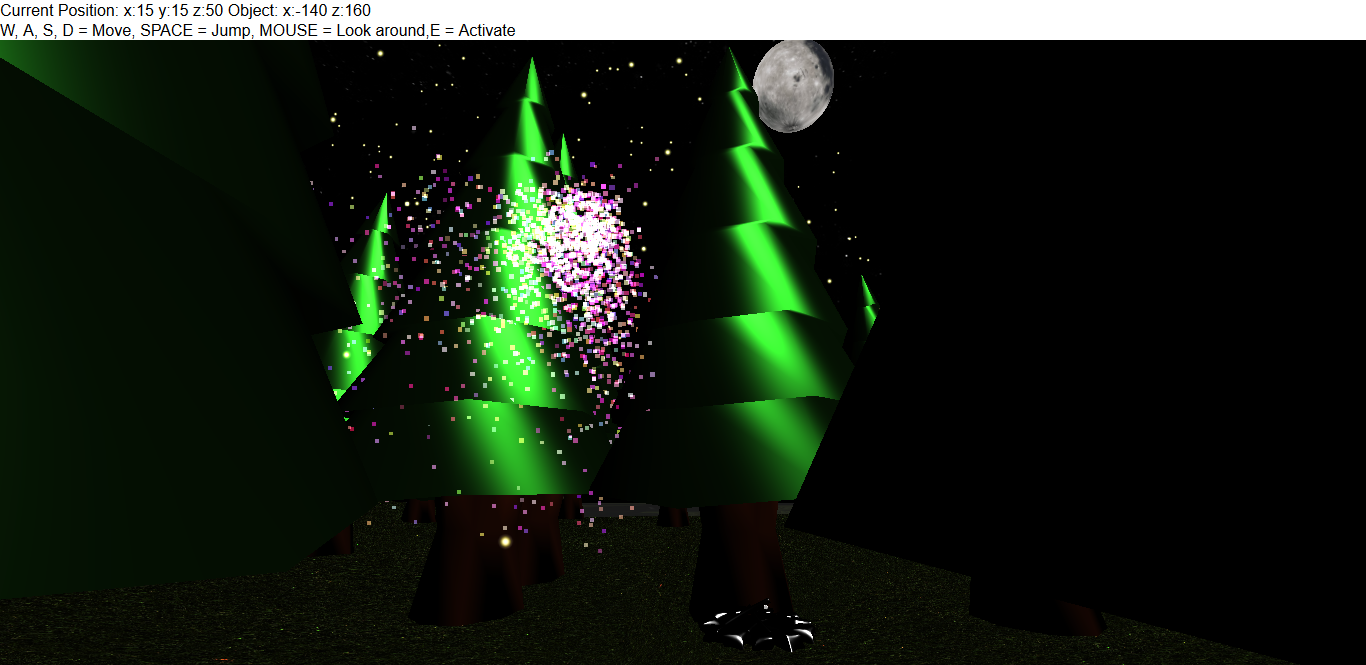 Current Position: x:15 y:15 z:50 Object: x:-140 z:160
W, A, S, D = Move, SPACE = Jump, MOUSE = Look around,E = Activate